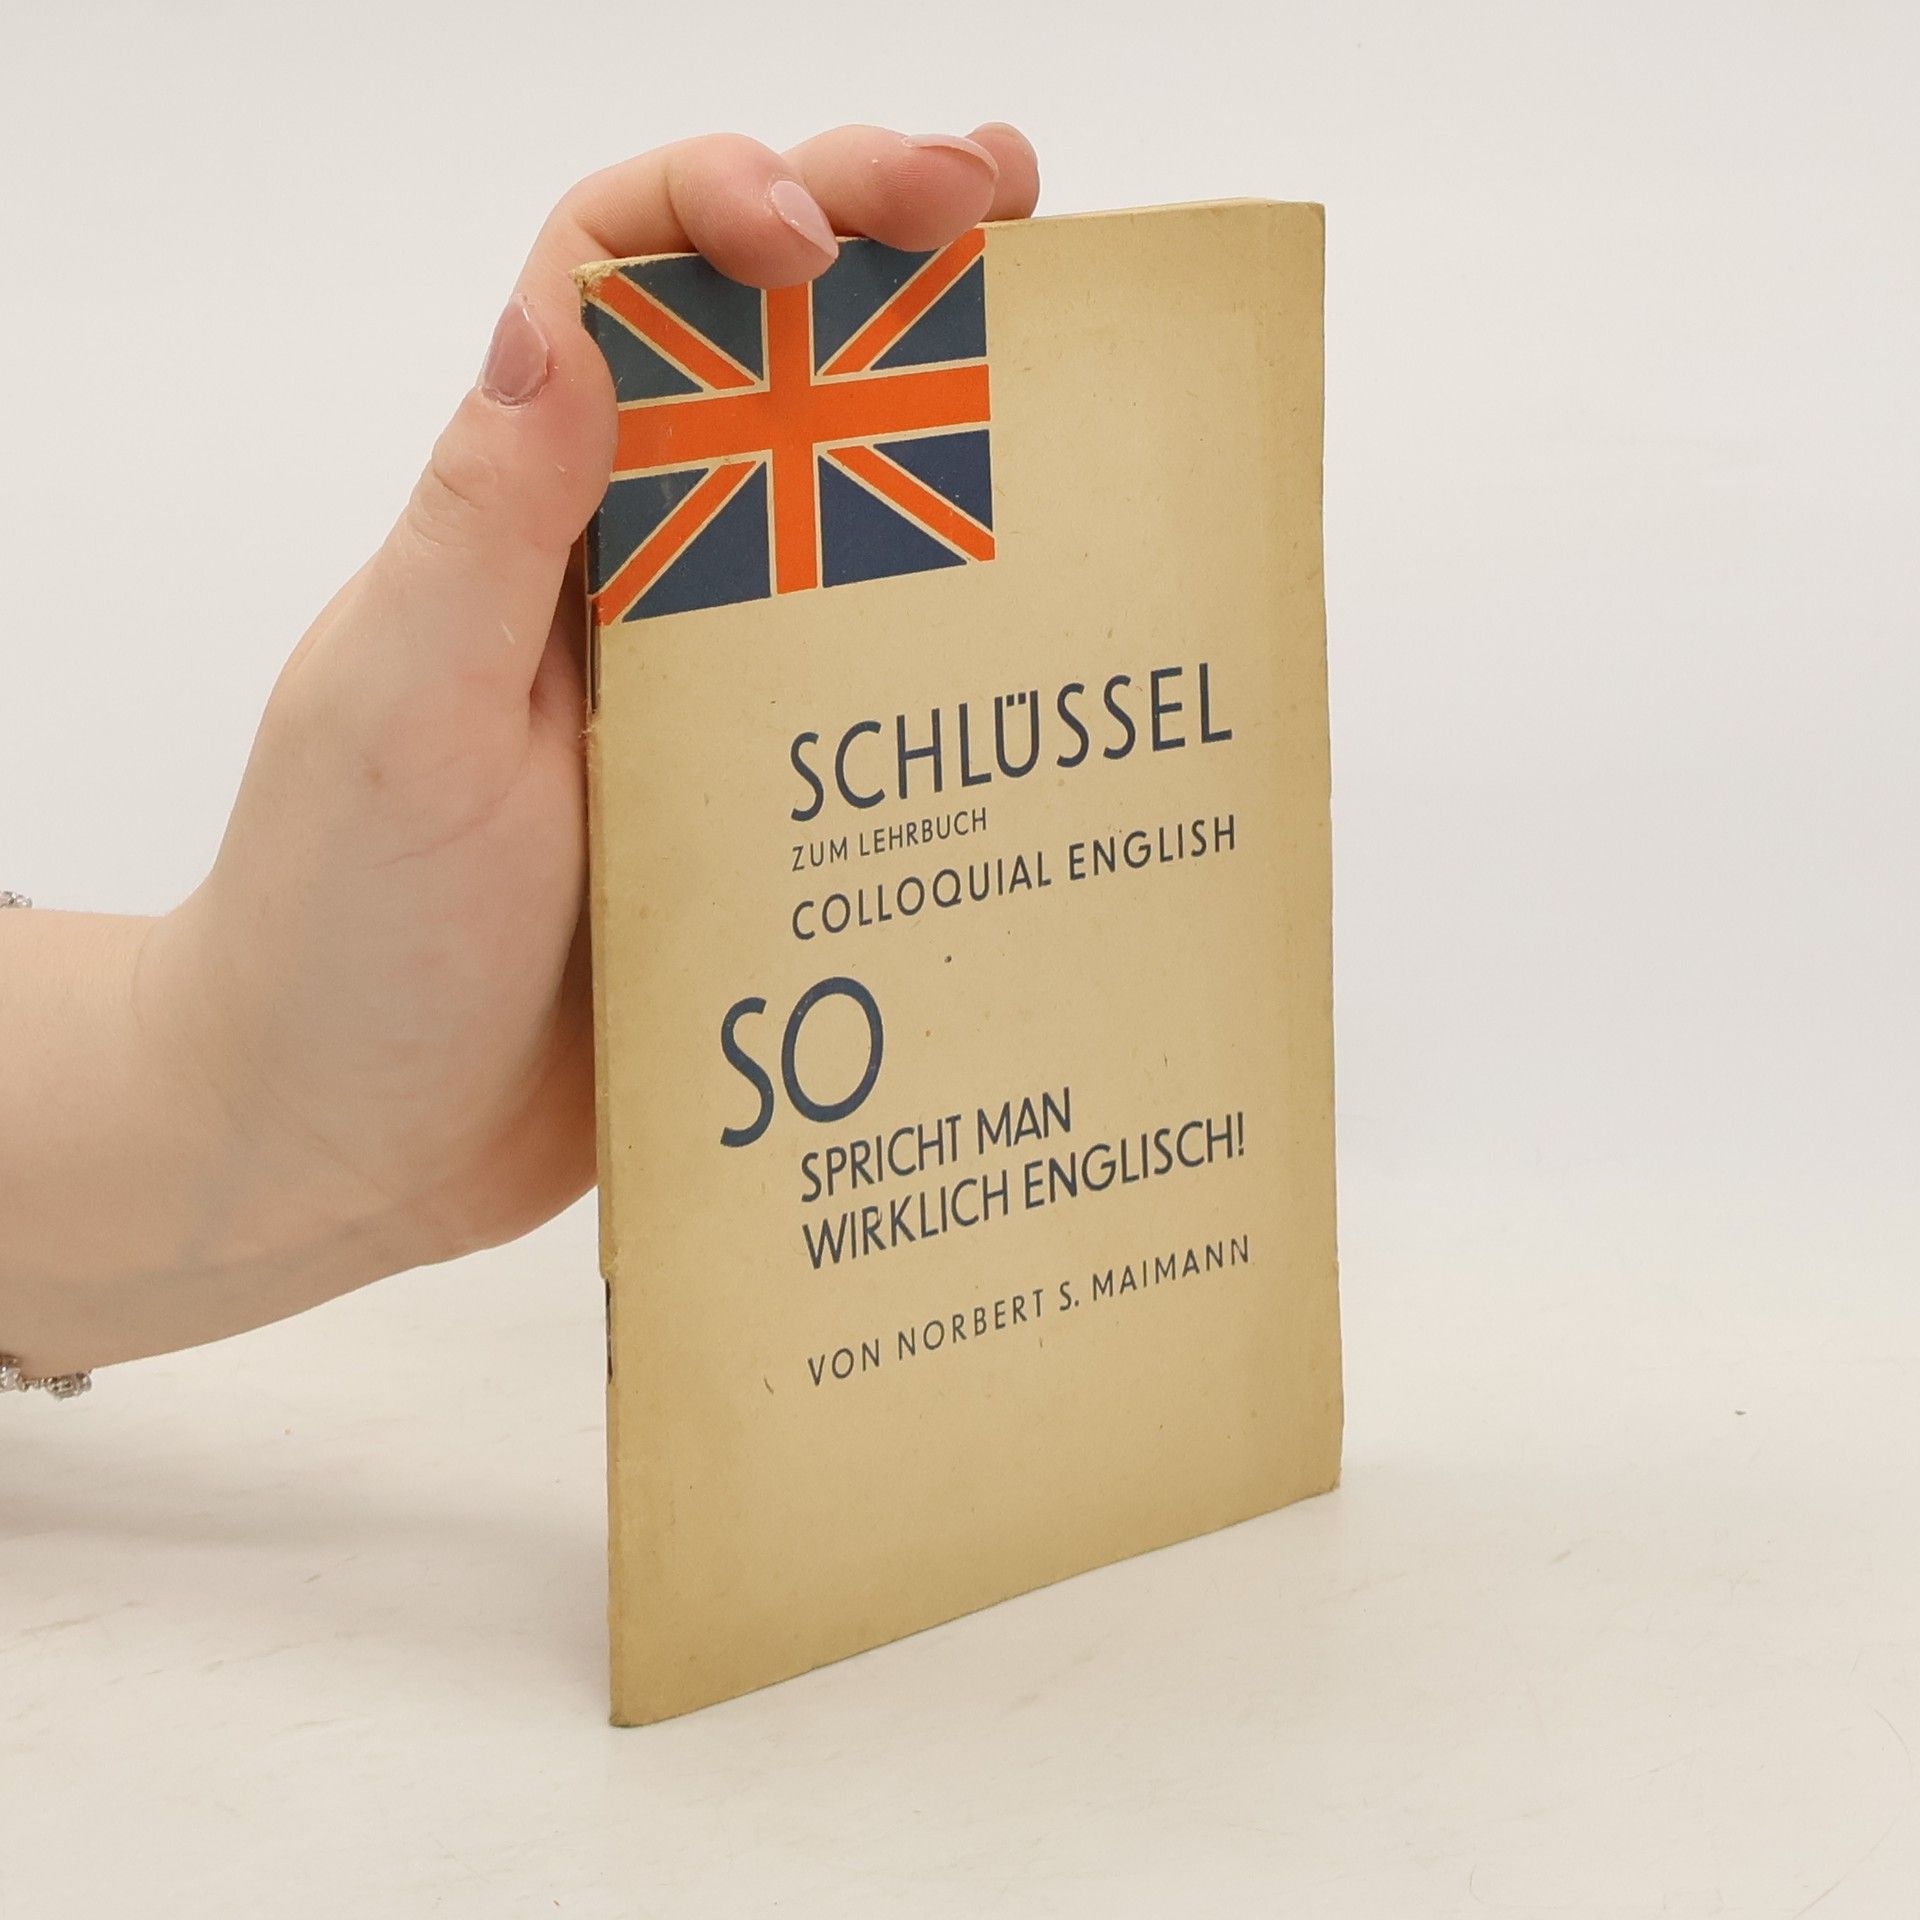 SCHLÜSSEL
ZUM LEHRBUCH
COLLOQUIAL ENGLISH
SO
SPRICHT MAN
WIRKLICH ENGLISCH!
VON NORBERT S. MAIMANN